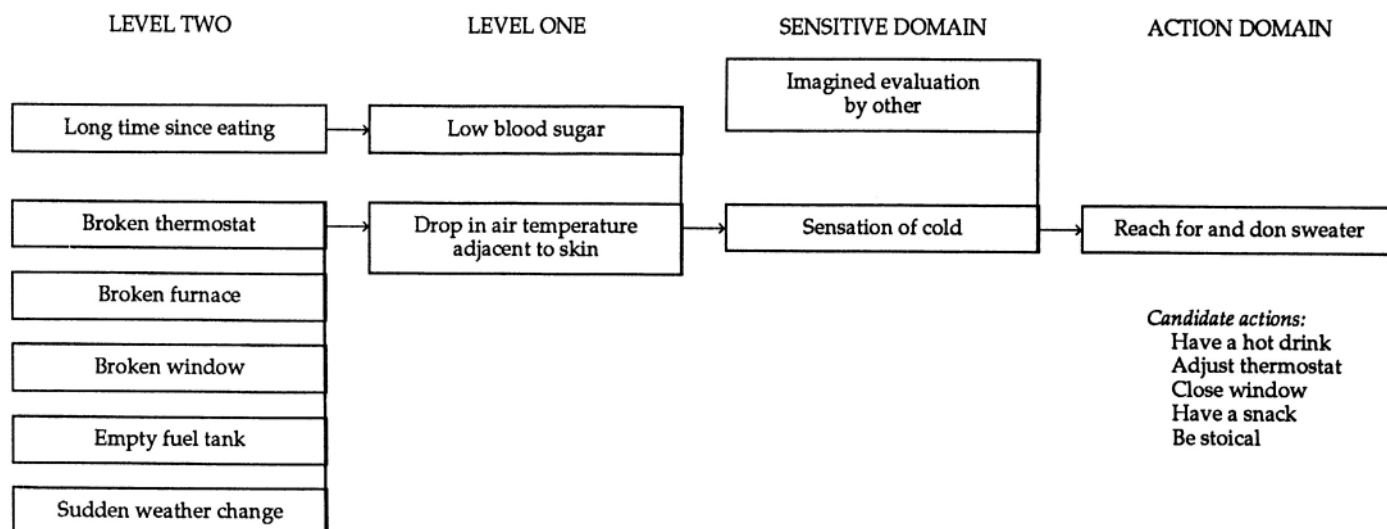 LEVEL TWO
LEVEL ONE
SENSITIVE DOMAIN
ACTION DOMAIN
Imagined evaluation
by other
Long time since eating
Low blood sugar
Broken thermostat
Drop in air temperature
adjacent to skin
Sensation of cold
Reach for and don sweater
Broken furnace
Broken window
Empty fuel tank
Sudden weather change
Candidate actions:
Have a hot drink
Adjust thermostat
Close window
Have a snack
Be stoical